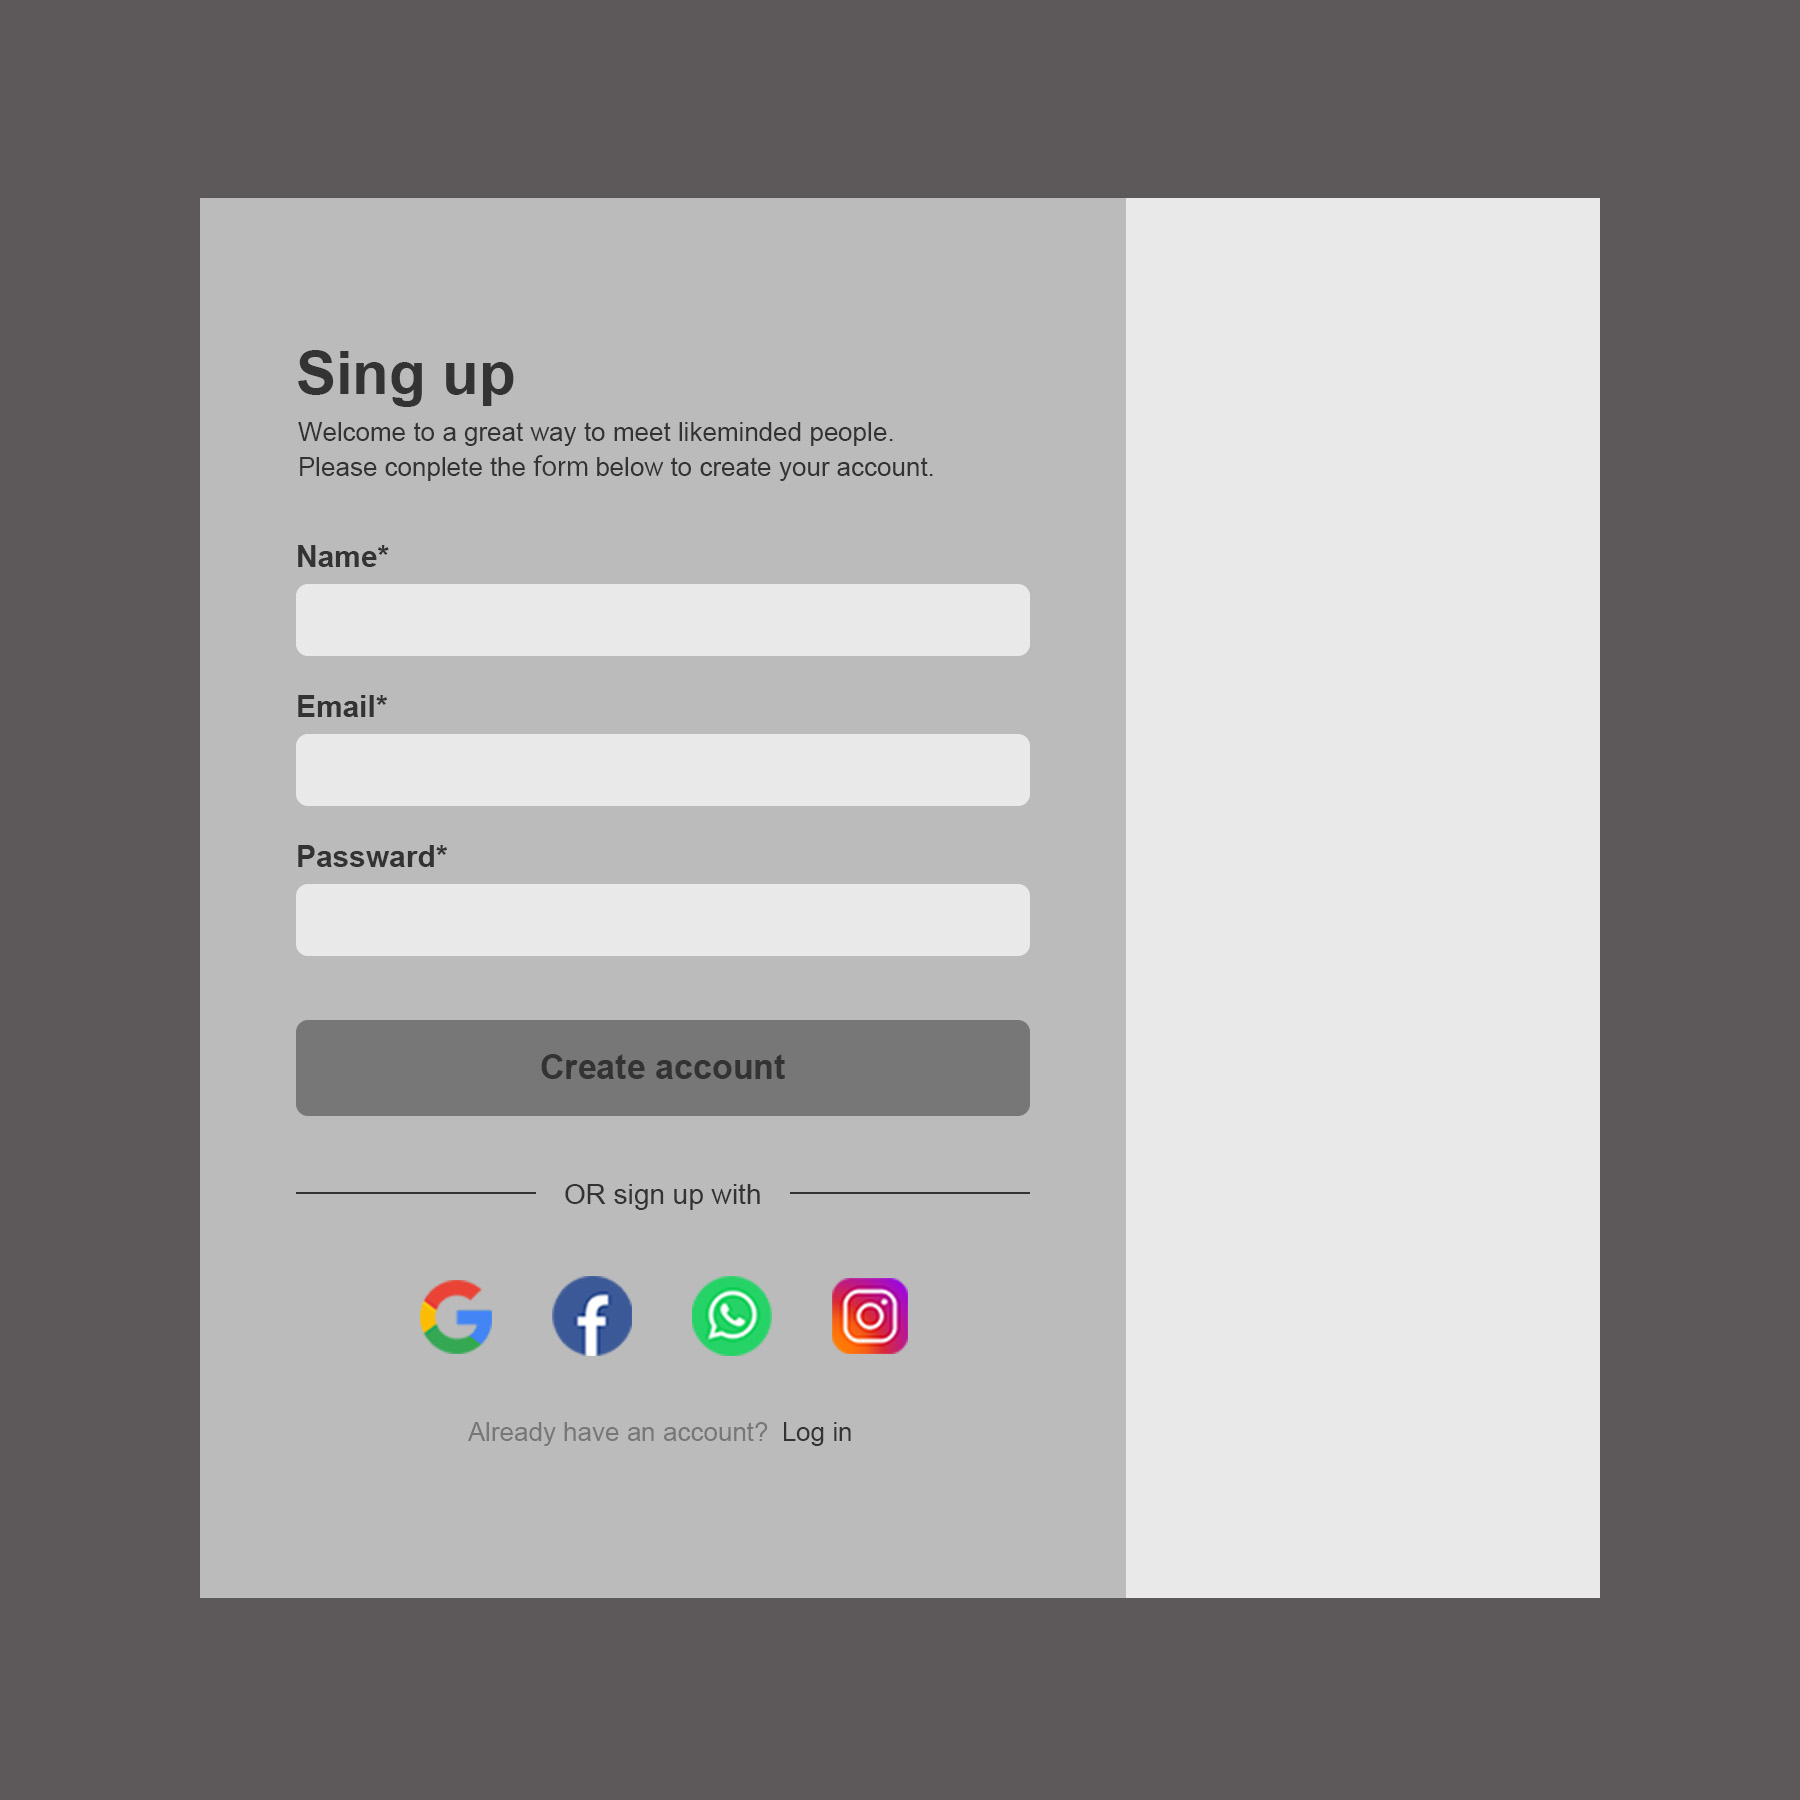 Sing up
Welcome to a great way to meet likeminded people.
Please conplete the form below to create your account.
Name*
Email*
Passward*
Create account
OR sign up with
Already have an account? Log in